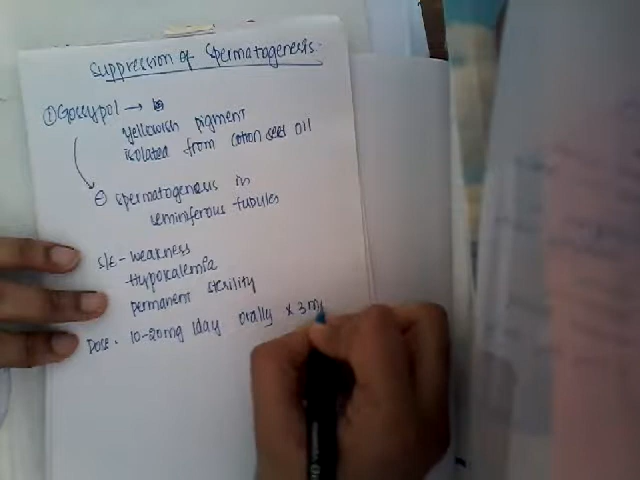 Suppression of Spermatogenesis.
① Gossypol →
yellowish pigment
isolated from cotton seed oil
⊖ spermatogenesis in
seminiferous tubules
S/E - weakness
- Hypokalemia
permanent sterility
Dose - 10-20mg /day orally x 3 m